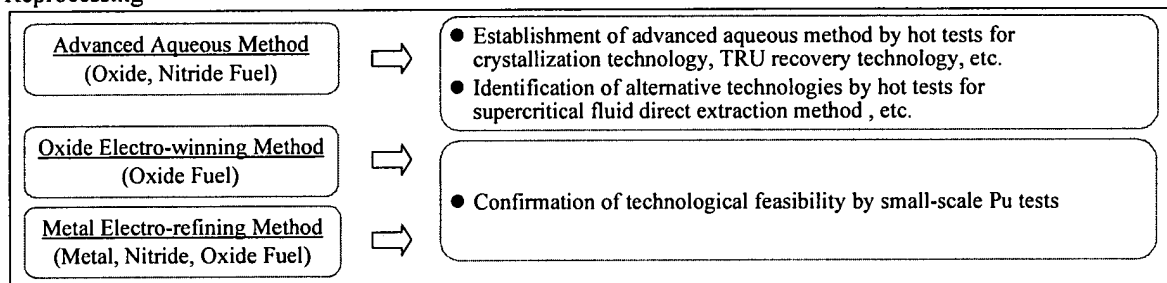 Reprocessing
Advanced Aqueous Method
(Oxide, Nitride Fuel)
● Establishment of advanced aqueous method by hot tests for
crystallization technology, TRU recovery technology, etc.
● Identification of alternative technologies by hot tests for
supercritical fluid direct extraction method , etc.
Oxide Electro-winning Method
(Oxide Fuel)
Metal Electro-refining Method
(Metal, Nitride, Oxide Fuel)
● Confirmation of technological feasibility by small-scale Pu tests